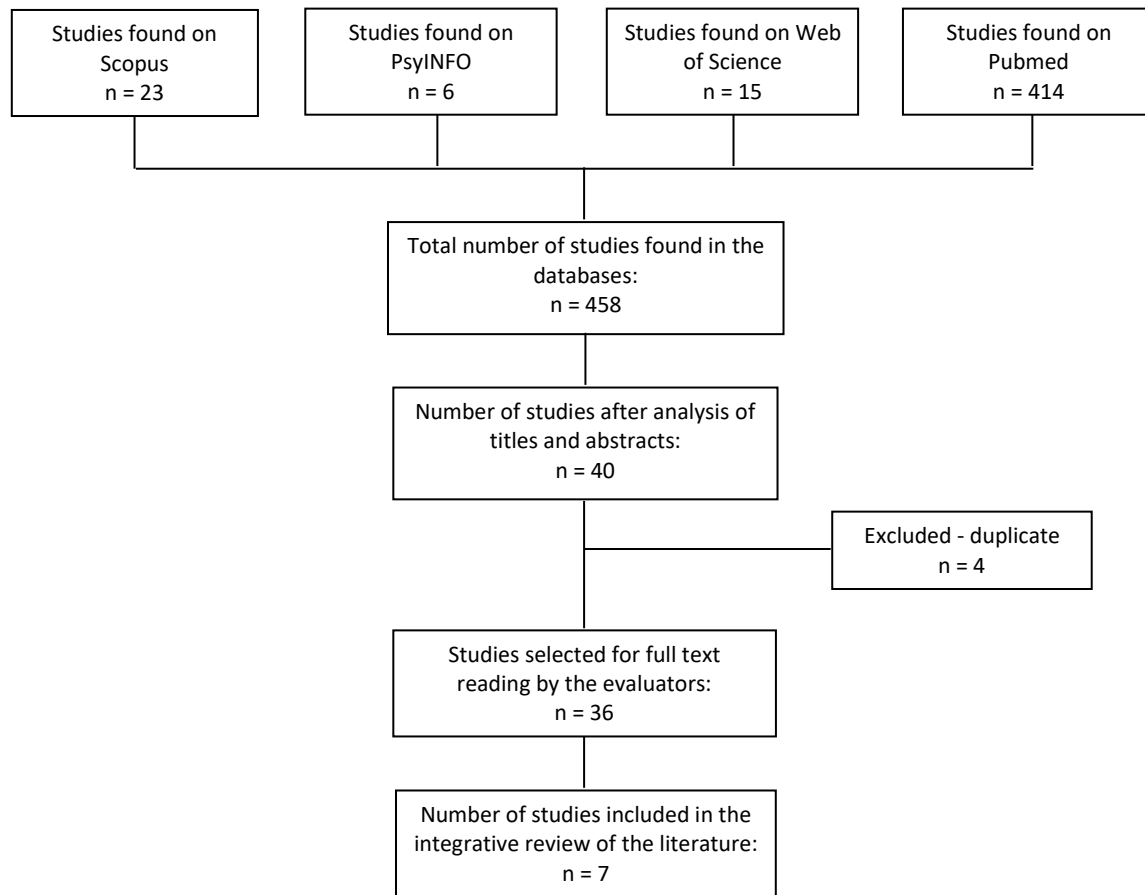 Studies found on
Scopus
n = 23
Studies found on
PsyINFO
n = 6
Studies found on Web
of Science
n = 15
Studies found on
Pubmed
n = 414
Total number of studies found in the
databases:
n = 458
Number of studies after analysis of
titles and abstracts:
n = 40
Excluded - duplicate
n = 4
Studies selected for full text
reading by the evaluators:
n = 36
Number of studies included in the
integrative review of the literature:
n = 7